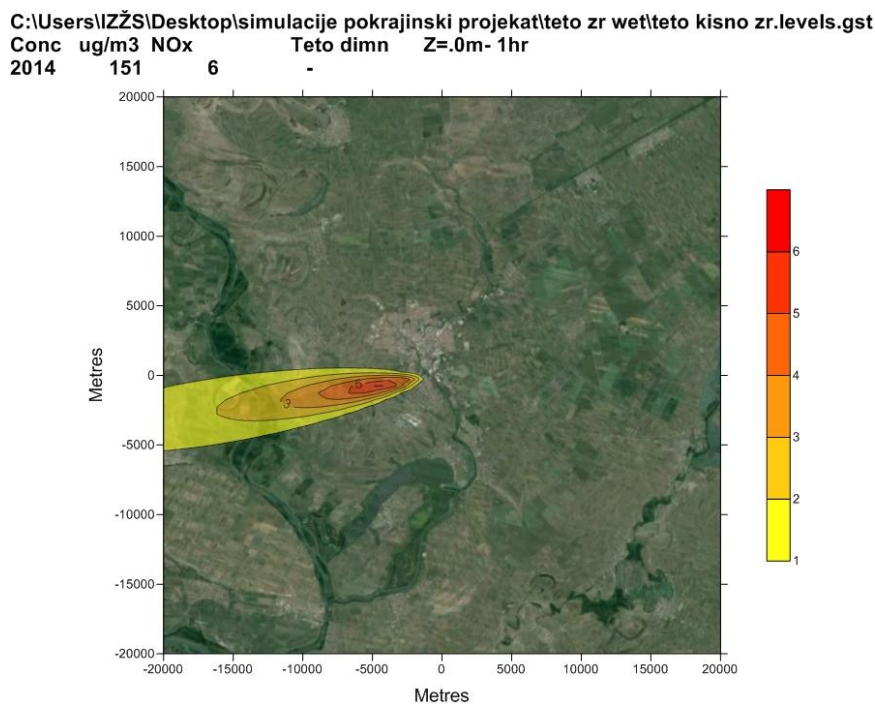 C:\Users\IZŽS\Desktop\simulacije pokrajinski projekat\teto zr wet\teto kisno zr.levels.gst
Conc ug/m3 NOx Teto dimn Z=.0m- 1hr
2014 151 6 -
20000
15000
10000
5000
0
-5000
-10000
-15000
-20000
Metres
-20000 -15000 -10000 -5000 0 5000 10000 15000 20000
Metres
3
5
6
5
4
3
2
1